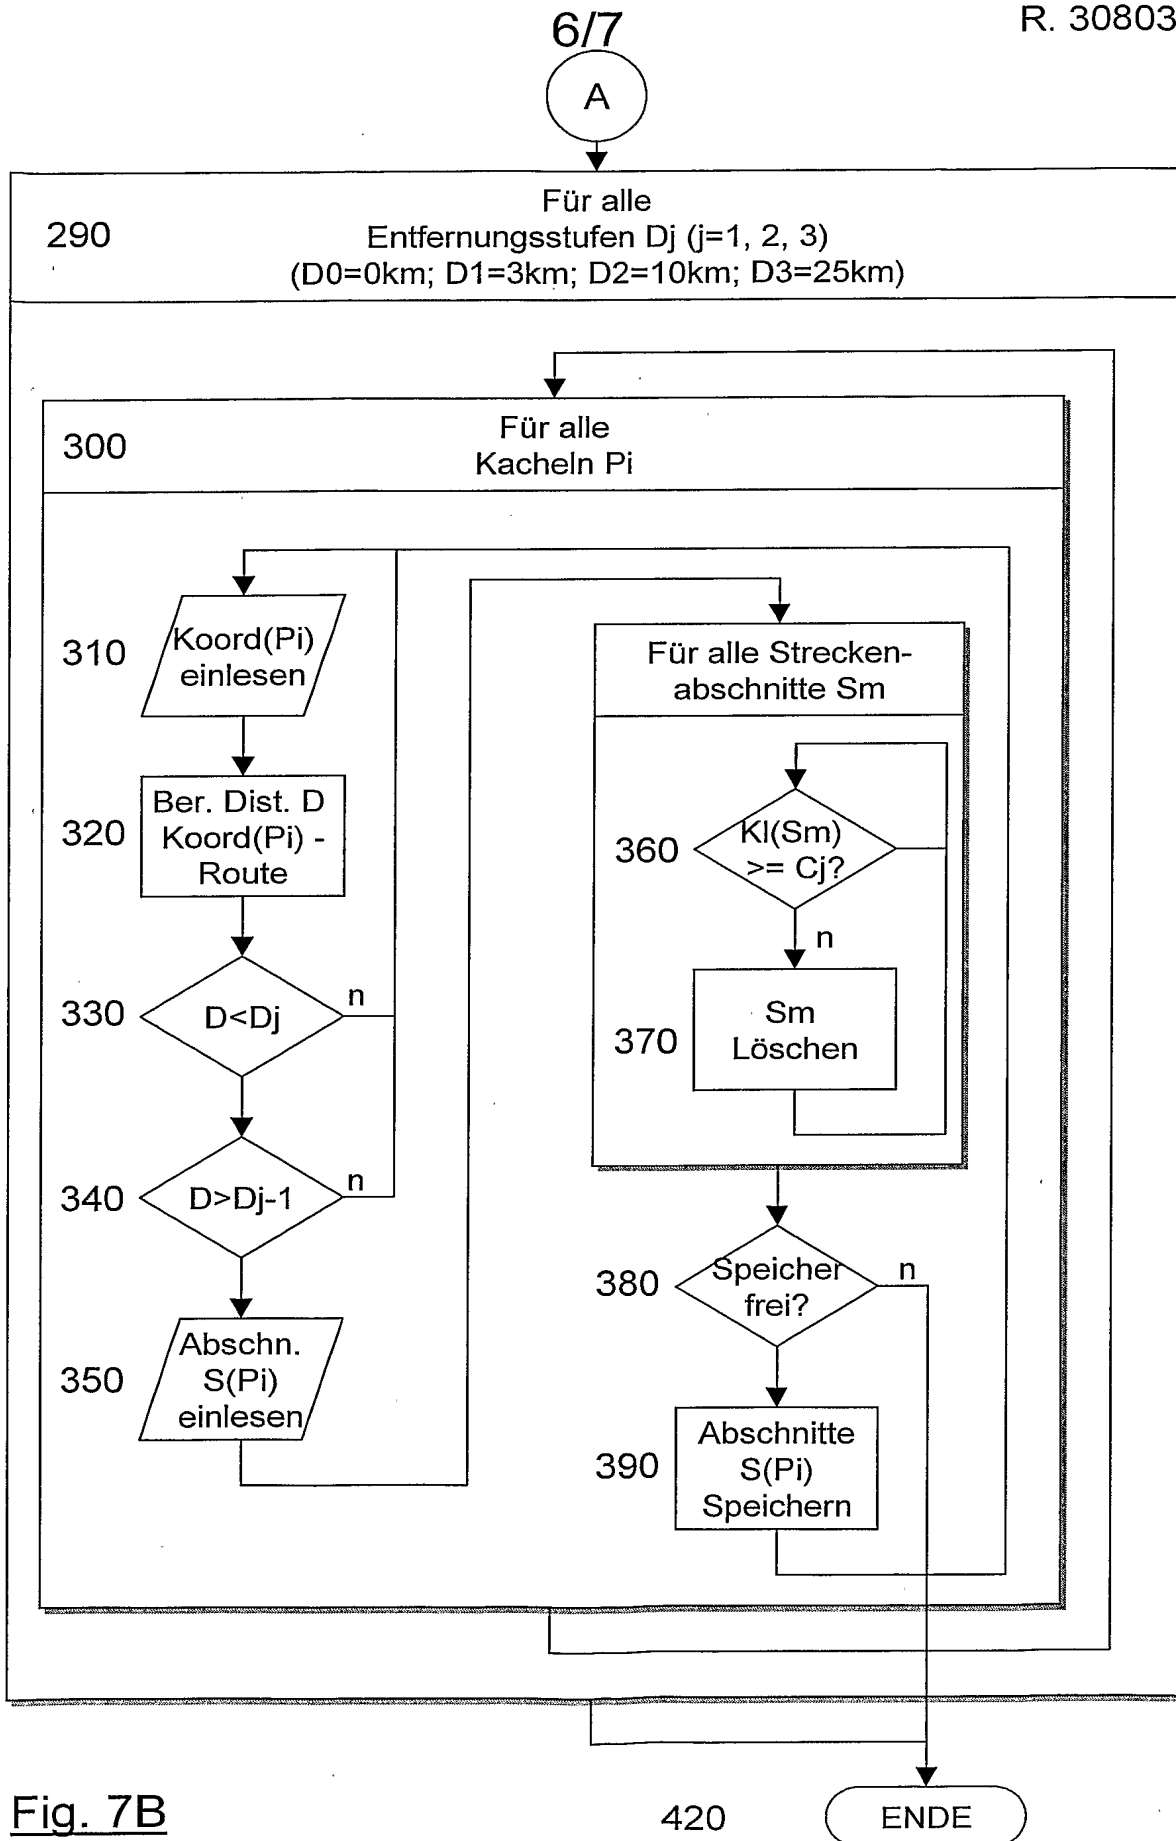 6/7
R. 30803
A
290
Für alle
Entfernungsstufen Dj (j=1, 2, 3)
(D0=0km; D1=3km; D2=10km; D3=25km)
300
Für alle
Kacheln Pi
310
Koord(Pi)
einlesen
320
Ber. Dist. D
Koord(Pi) -
Route
330
D<Dj
n
340
D>Dj-1
n
350
Abschn.
S(Pi)
einlesen
Für alle Strecken-
abschnitte Sm
360
Kl(Sm)
>= Cj?
n
370
Sm
Löschen
380
Speicher
frei?
n
390
Abschnitte
S(Pi)
Speichern
Fig. 7B
420
ENDE